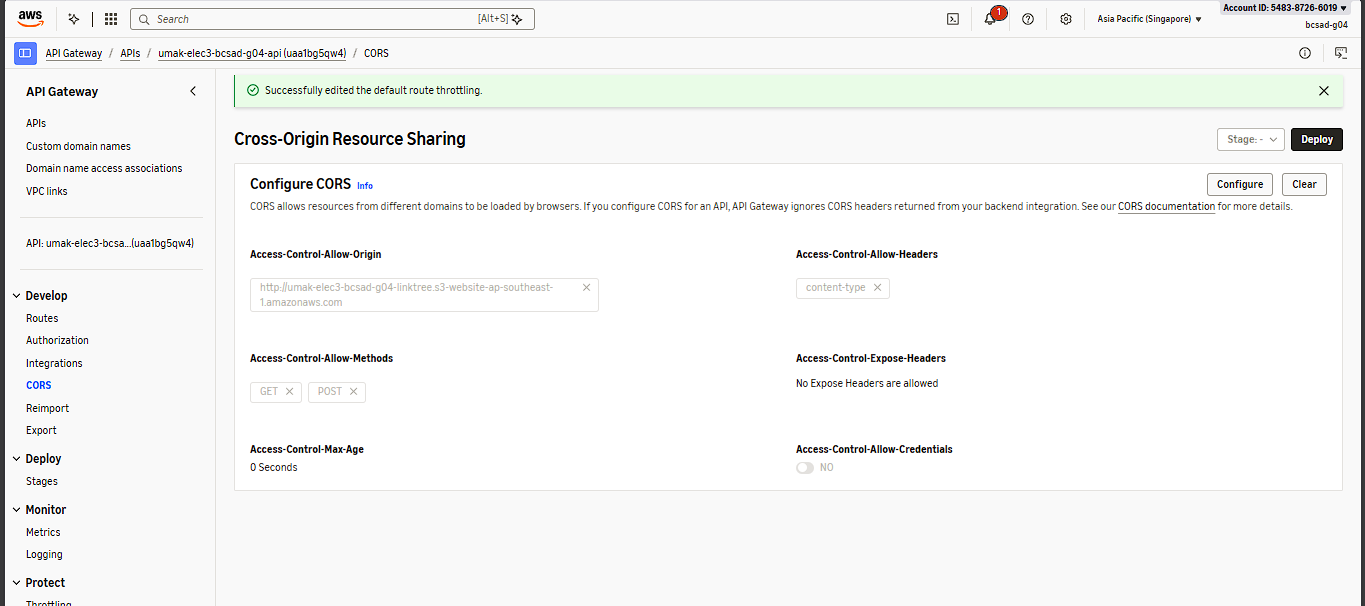 aws
Search
[Alt+S]
1
Asia Pacific (Singapore)
Account ID: 5483-8726-6019
bcsad-g04
API Gateway / APIs / umak-elec3-bcsad-g04-api (uaa1bg5qw4) / CORS
API Gateway
APIs
Custom domain names
Domain name access associations
VPC links
API: umak-elec3-bcsa...(uaa1bg5qw4)
Develop
Routes
Authorization
Integrations
CORS
Reimport
Export
Deploy
Stages
Monitor
Metrics
Logging
Protect
Throttling
Successfully edited the default route throttling.
Cross-Origin Resource Sharing
Stage: -
Deploy
Configure CORS Info
Configure
Clear
CORS allows resources from different domains to be loaded by browsers. If you configure CORS for an API, API Gateway ignores CORS headers returned from your backend integration. See our CORS documentation for more details.
Access-Control-Allow-Origin
http://umak-elec3-bcsad-g04-linktree.s3-website-ap-southeast-
1.amazonaws.com
Access-Control-Allow-Headers
content-type
Access-Control-Allow-Methods
GET
POST
Access-Control-Expose-Headers
No Expose Headers are allowed
Access-Control-Max-Age
0 Seconds
Access-Control-Allow-Credentials
NO